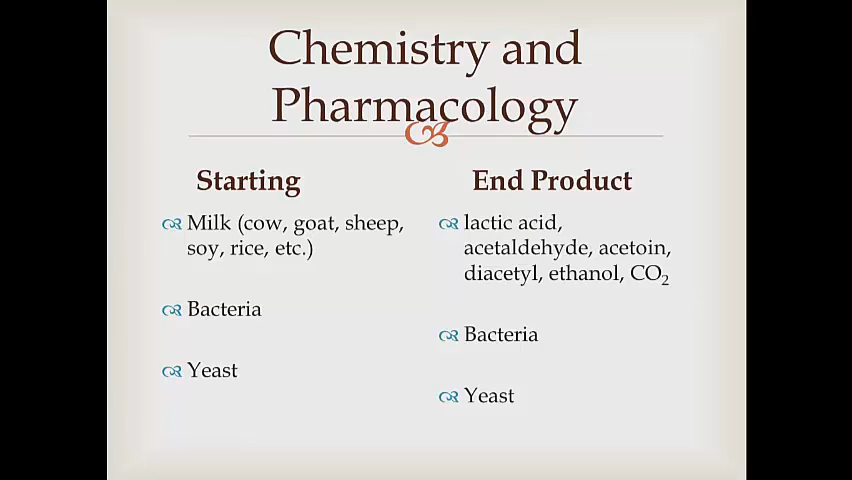 Chemistry and
Pharmacology
Starting
Milk (cow, goat, sheep,
soy, rice, etc.)
Bacteria
Yeast
End Product
lactic acid,
acetaldehyde, acetoin,
diacetyl, ethanol, CO₂
Bacteria
Yeast